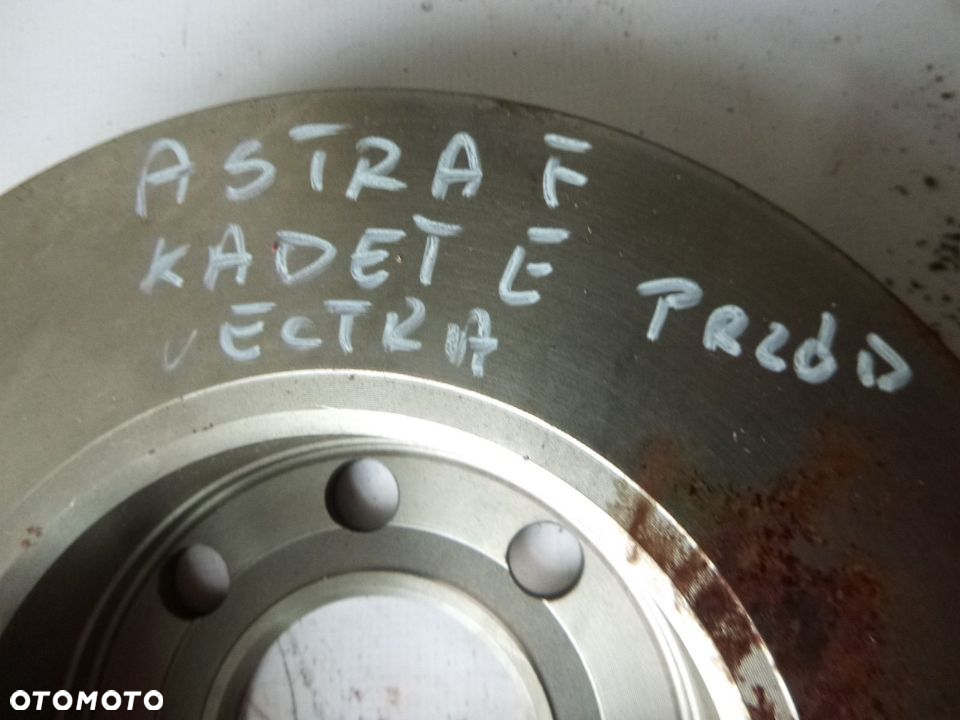 ASTRA F
KADET E
VECTRA
PRZÓD
OTOMOTO